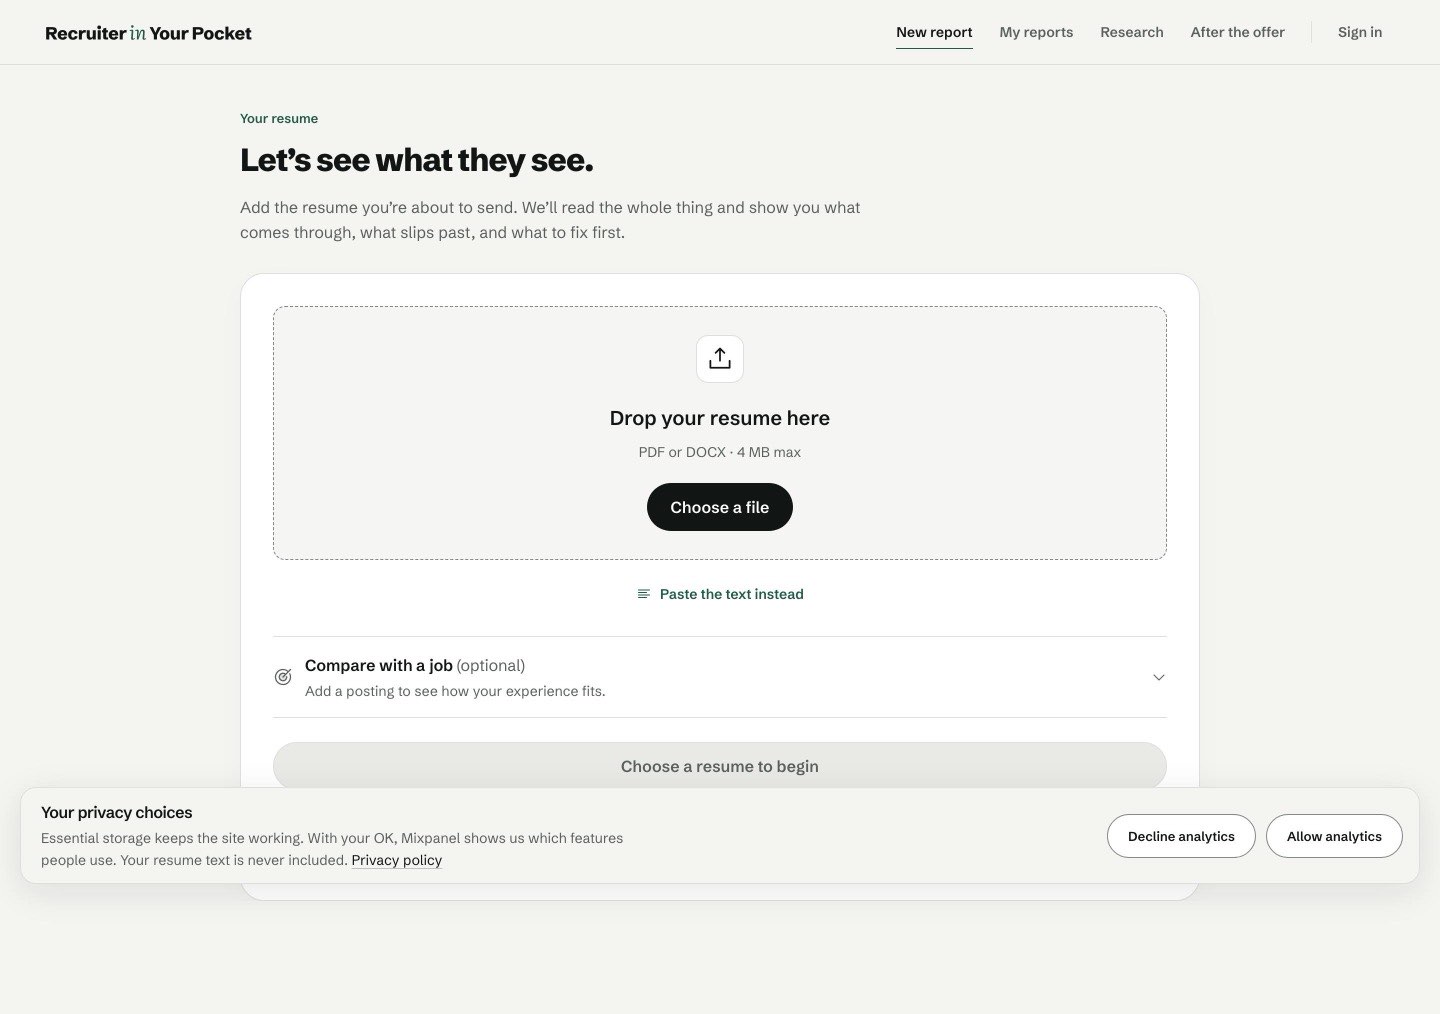 Recruiter in Your Pocket
New report
My reports
Research
After the offer
Sign in
Your resume
Let’s see what they see.
Add the resume you’re about to send. We’ll read the whole thing and show you what
comes through, what slips past, and what to fix first.
Drop your resume here
PDF or DOCX · 4 MB max
Choose a file
Paste the text instead
Compare with a job (optional)
Add a posting to see how your experience fits.
Choose a resume to begin
Your privacy choices
Essential storage keeps the site working. With your OK, Mixpanel shows us which features
people use. Your resume text is never included. Privacy policy
Decline analytics
Allow analytics